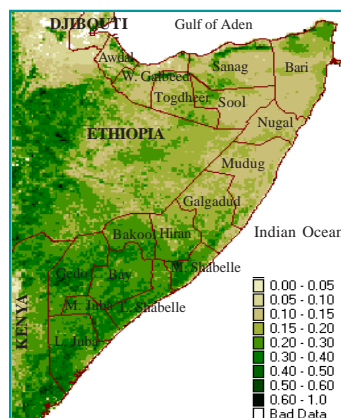 DJIBOUTI
Gulf of Aden
Awdal
W. Galbeed
Sanag
Bari
Togdheer
Sool
ETHIOPIA
Nugal
Mudug
Galgadud
Indian Ocean
Bakool
Hiran
Gedo
Bay
M. Shabelle
M. Juba
L. Shabelle
L. Juba
KENYA
0.00 - 0.05
0.05 - 0.10
0.10 - 0.15
0.15 - 0.20
0.20 - 0.30
0.30 - 0.40
0.40 - 0.50
0.50 - 0.60
0.60 - 1.0
Bad Data